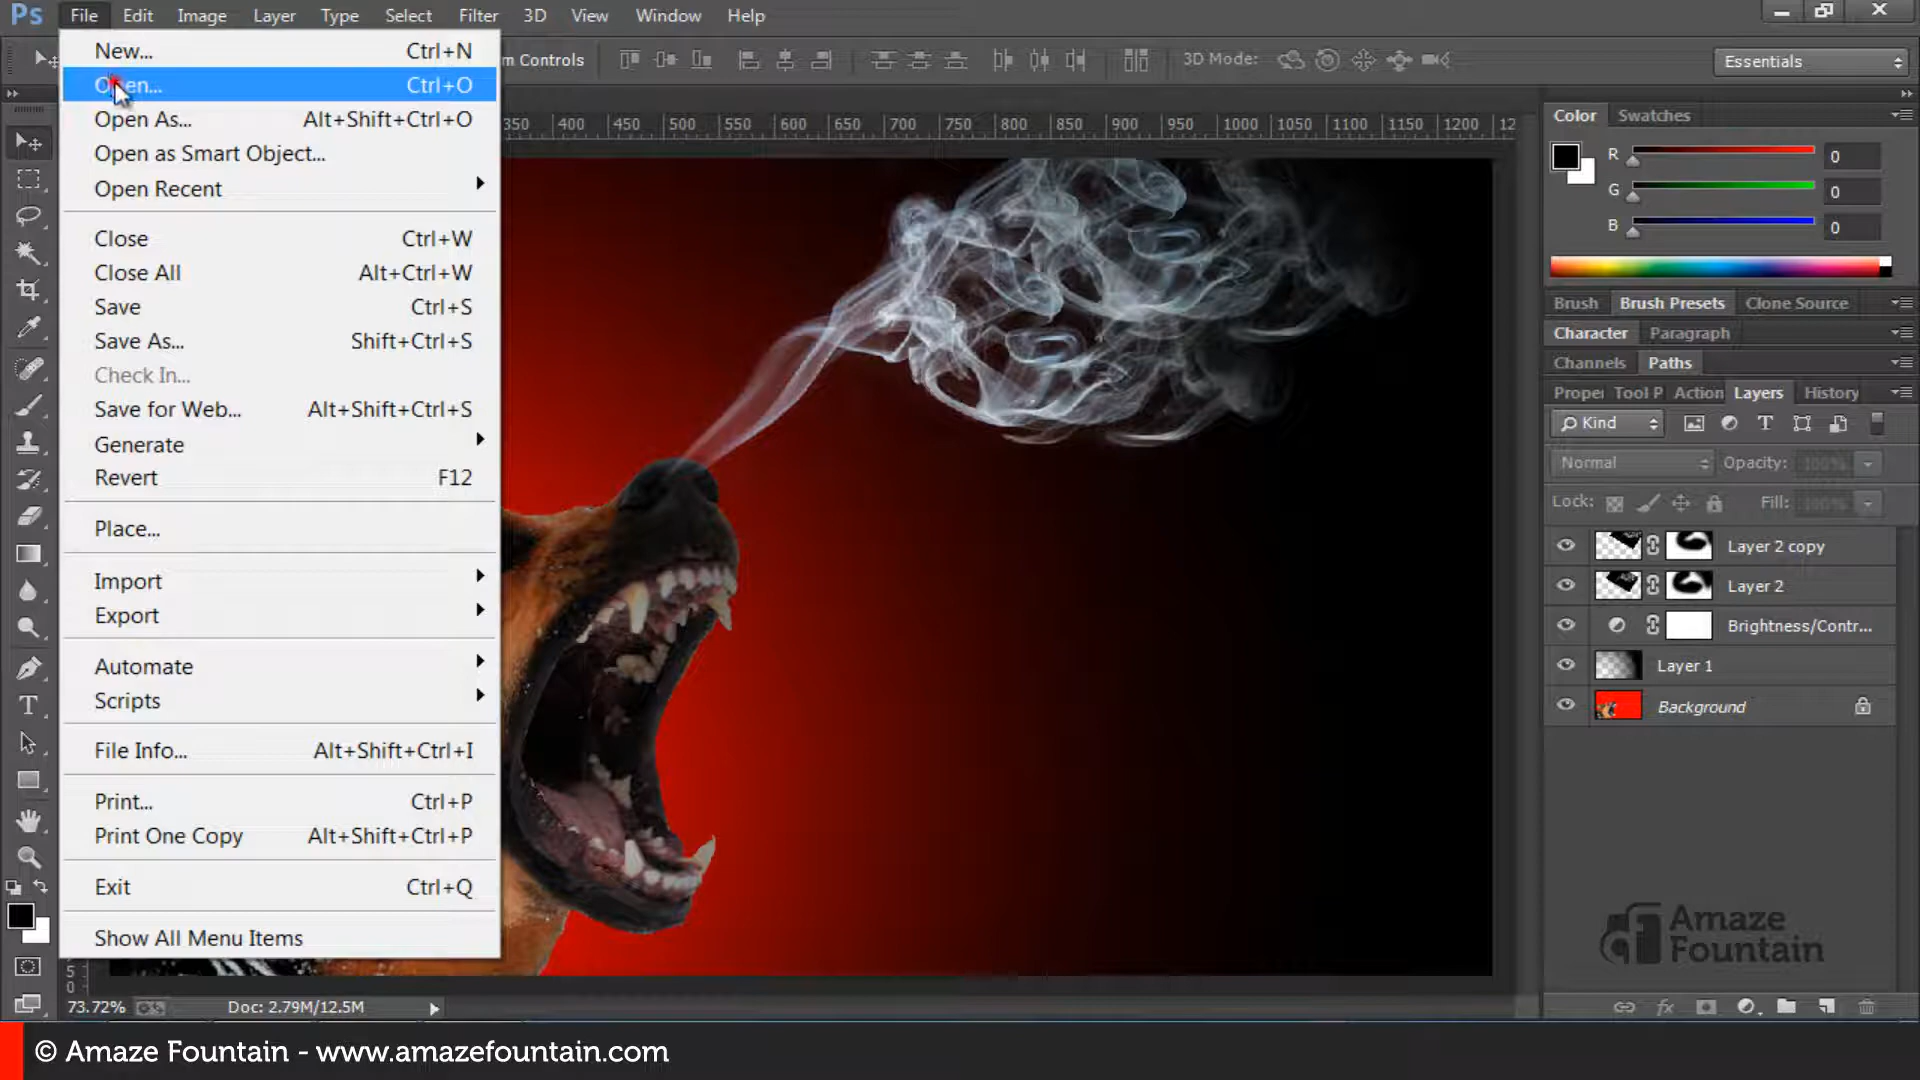 Ps File Edit Image Layer Type Select Filter 3D View Window Help
New... Ctrl+N
Open... Ctrl+O
Open As... Alt+Shift+Ctrl+O
Open as Smart Object...
Open Recent
Close Ctrl+W
Close All Alt+Ctrl+W
Save Ctrl+S
Save As... Shift+Ctrl+S
Check In...
Save for Web... Alt+Shift+Ctrl+S
Generate
Revert F12
Place...
Import
Export
Automate
Scripts
File Info... Alt+Shift+Ctrl+I
Print... Ctrl+P
Print One Copy Alt+Shift+Ctrl+P
Exit Ctrl+Q
Show All Menu Items
m Controls 3D Mode: Essentials
350 400 450 500 550 600 650 700 750 800 850 900 950 1000 1050 1100 1150 1200 12
Color Swatches
R 0
G 0
B 0
Brush Brush Presets Clone Source
Character Paragraph
Channels Paths
Proper Tool P Action Layers History
Kind
Normal Opacity: 100%
Lock: Fill: 100%
Layer 2 copy
Layer 2
Brightness/Contr...
Layer 1
Background
Amaze
Fountain
5
0
73.72% Doc: 2.79M/12.5M
© Amaze Fountain - www.amazefountain.com